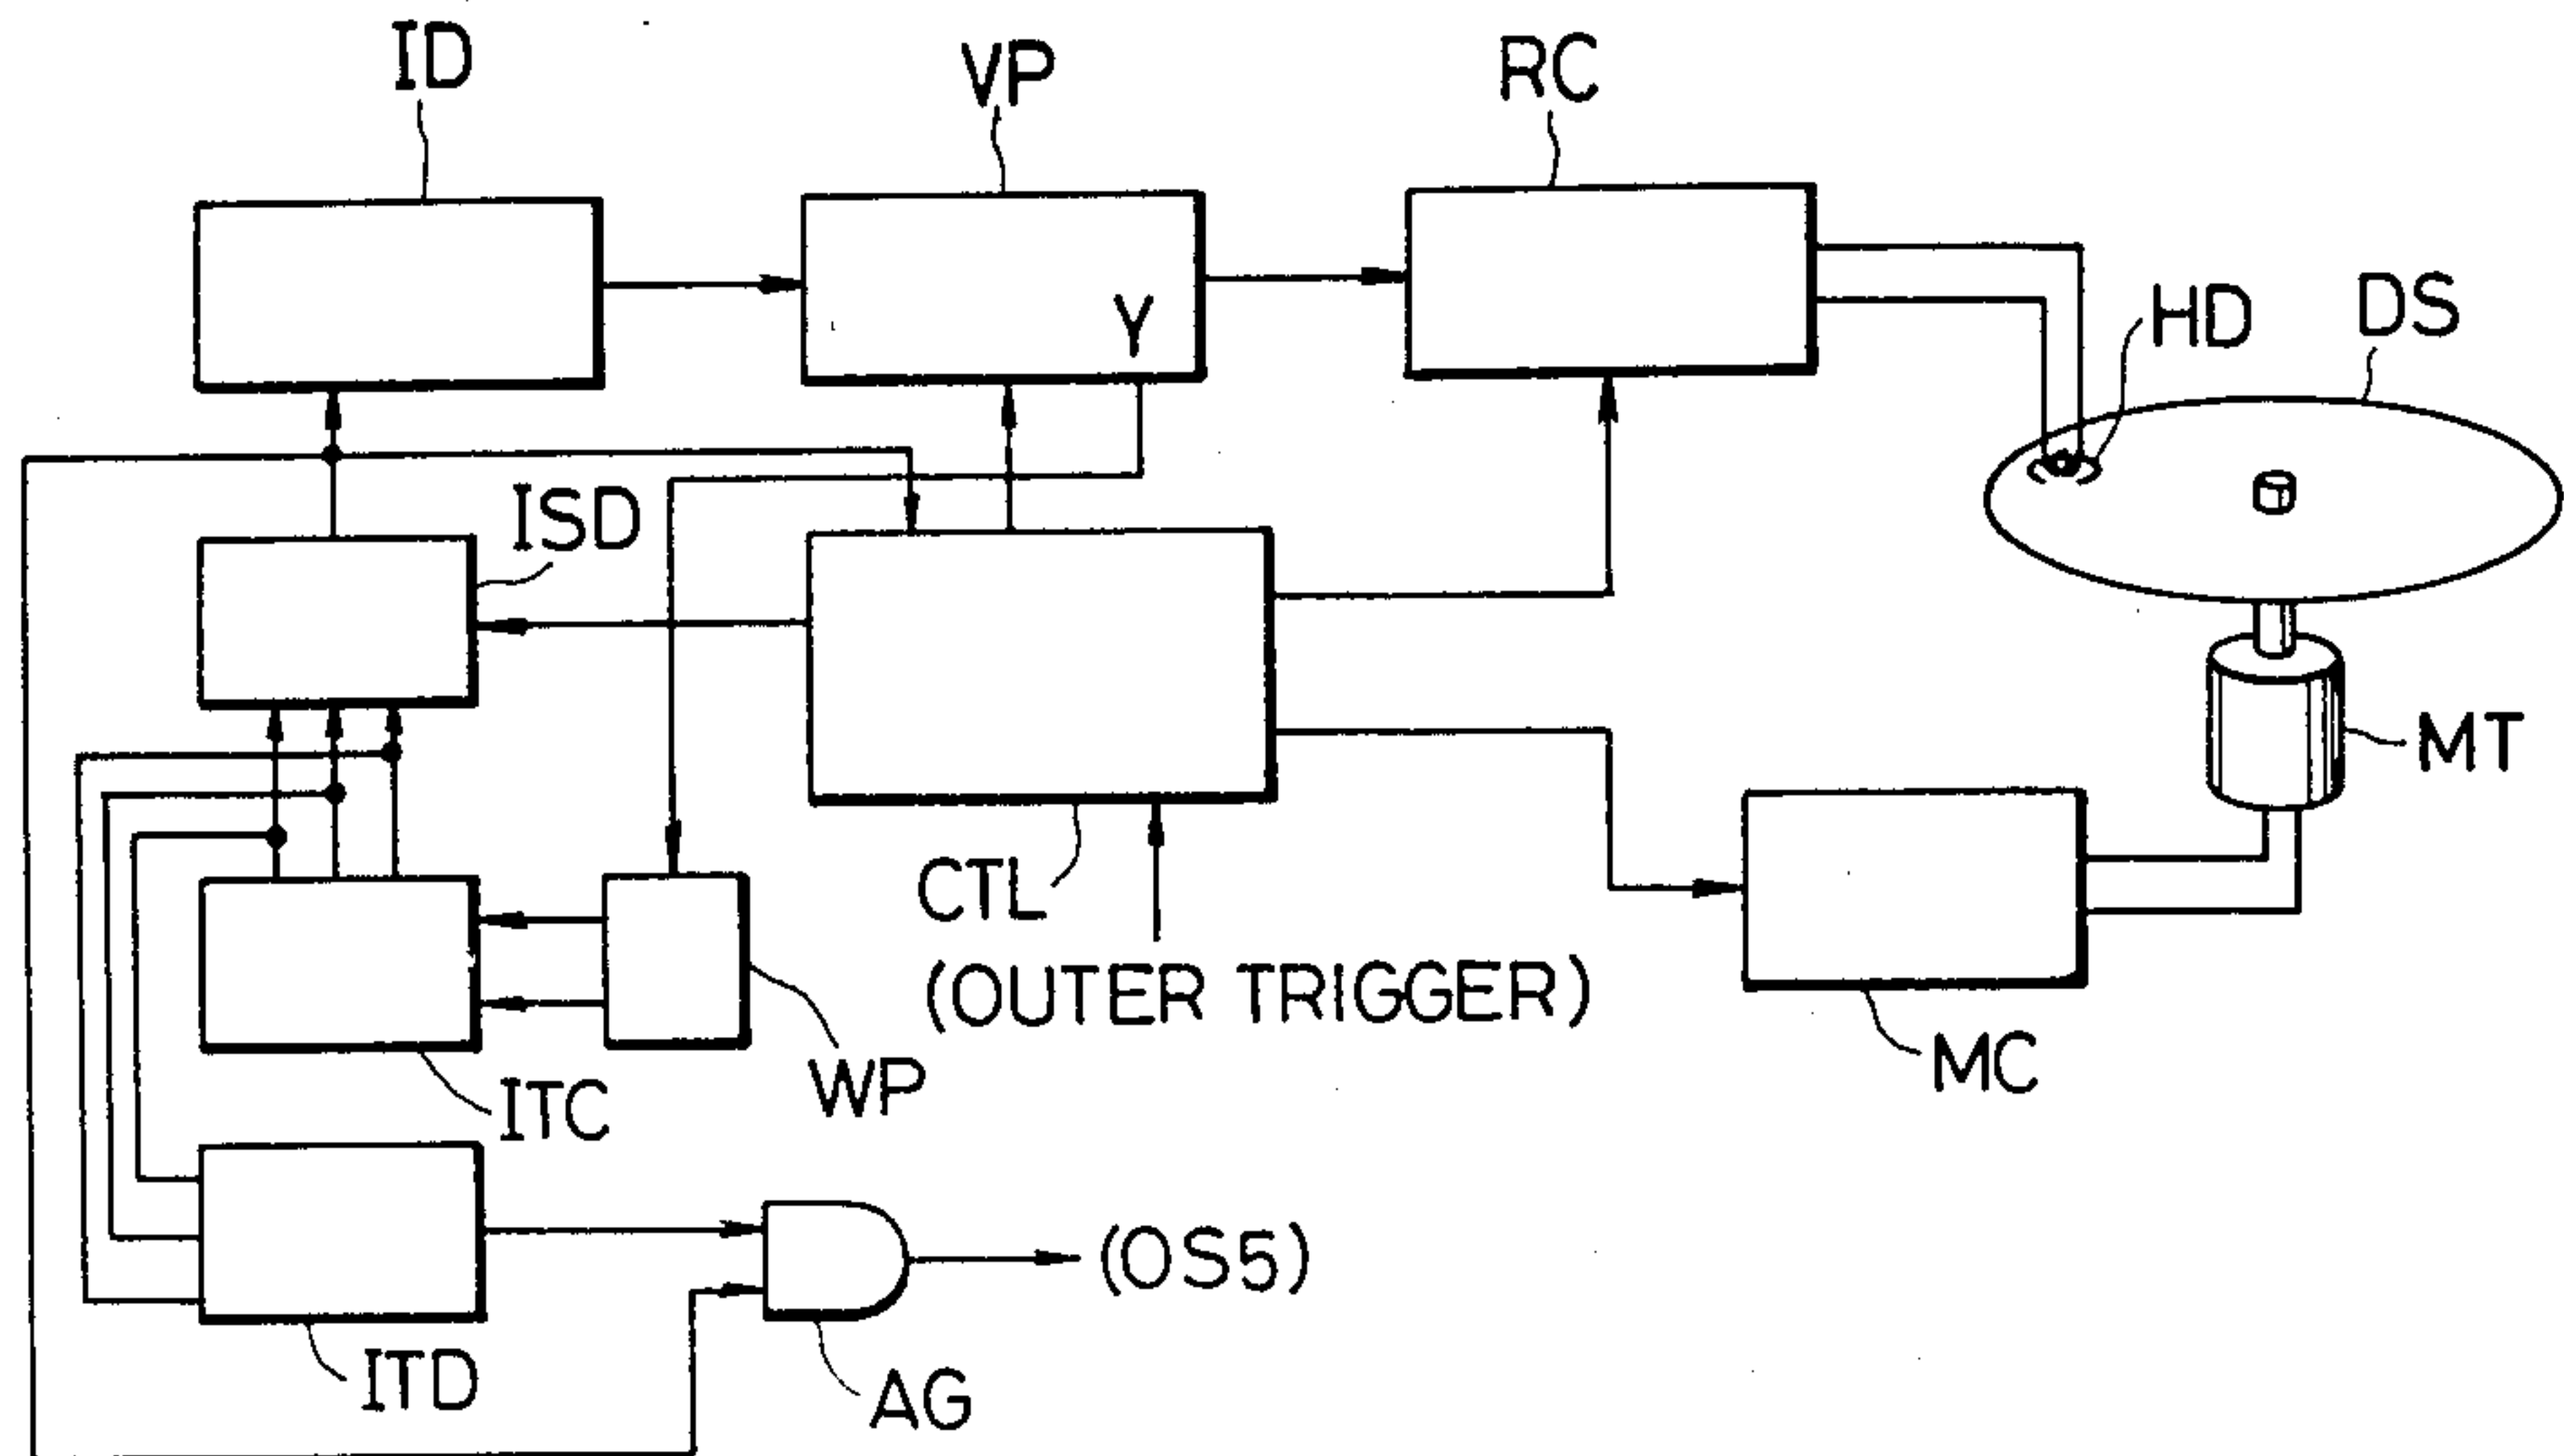 ID
VP
RC
Y
HD
DS
ISD
MT
CTL
(OUTER TRIGGER)
WP
MC
ITC
(OS5)
ITD
AG